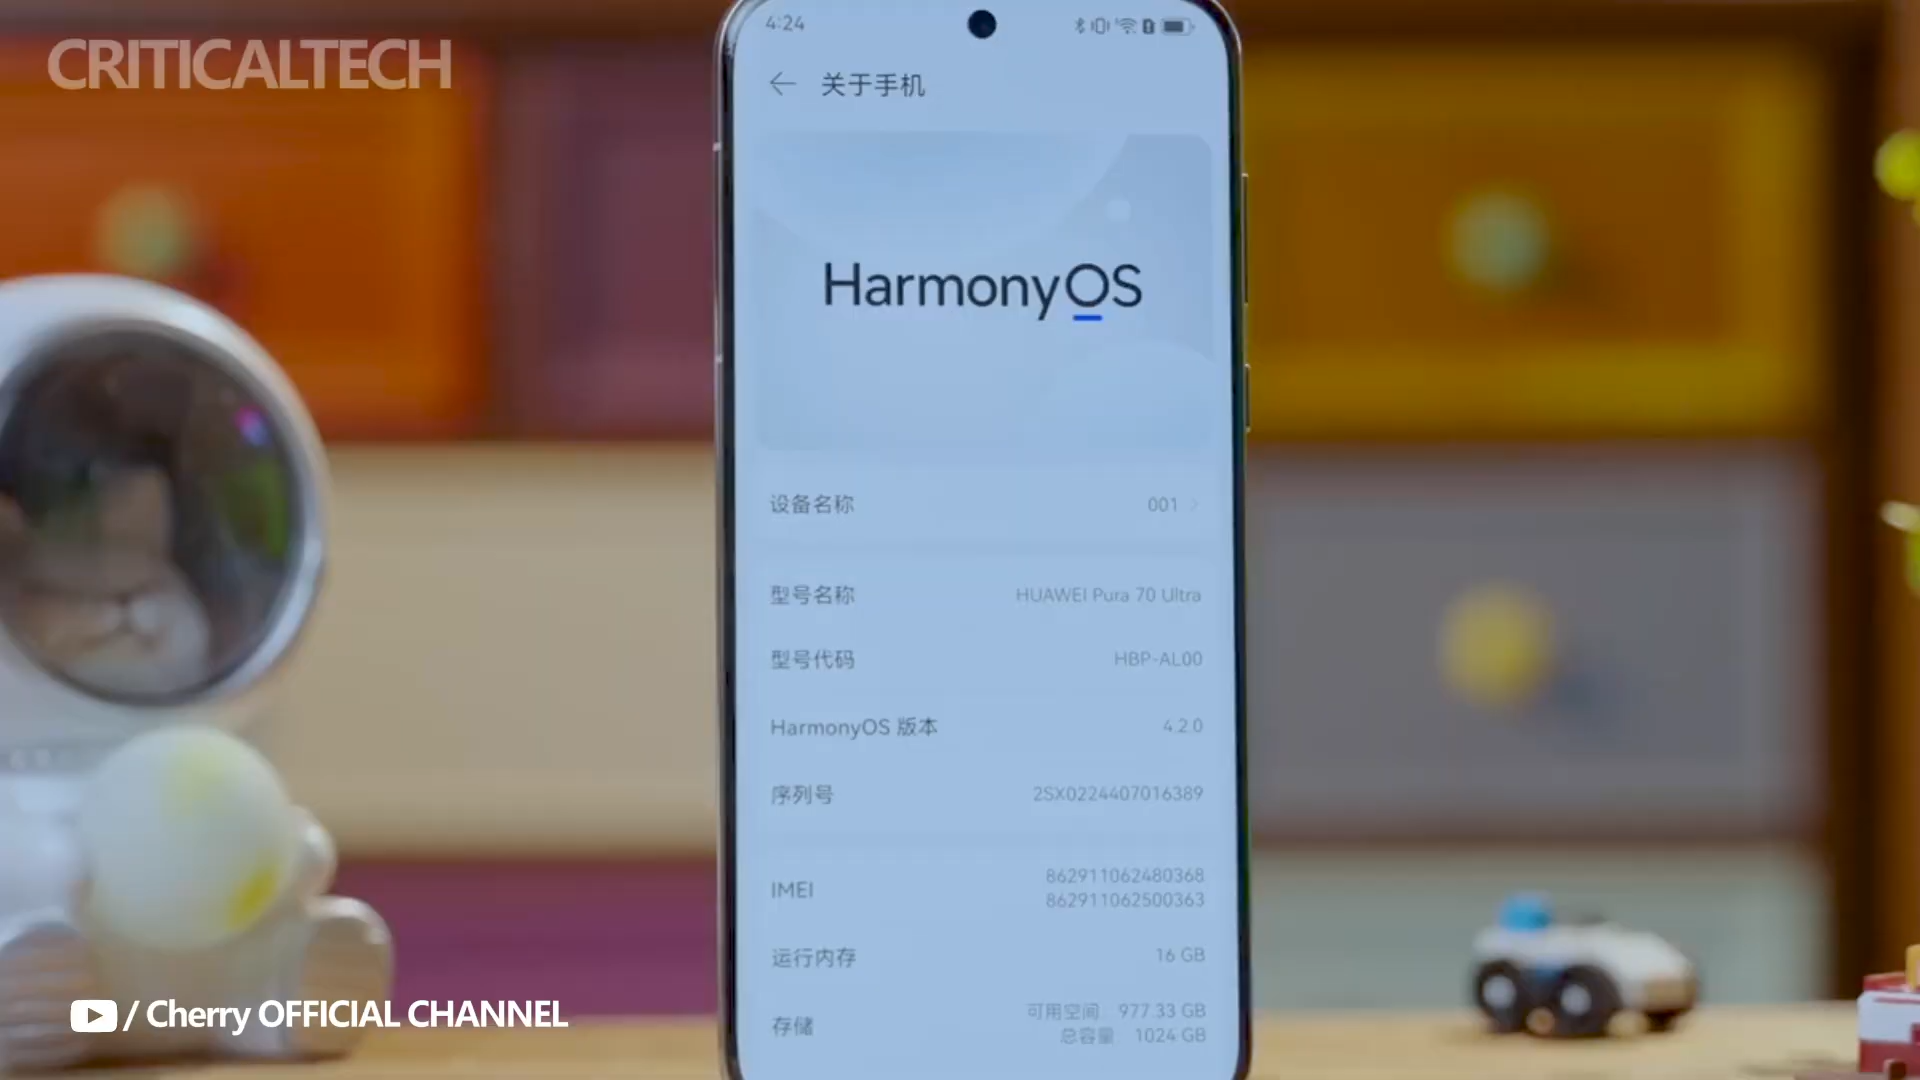 CRITICALTECH
4:24
关于手机
HarmonyOS
设备名称 001
型号名称 HUAWEI Pura 70 Ultra
型号代码 HBP-AL00
HarmonyOS 版本 4.2.0
序列号 2SX0224407016389
IMEI 862911062480368
862911062500363
运行内存 16 GB
存储 可用空间: 977.33 GB
总容量 1024 GB
/ Cherry OFFICIAL CHANNEL